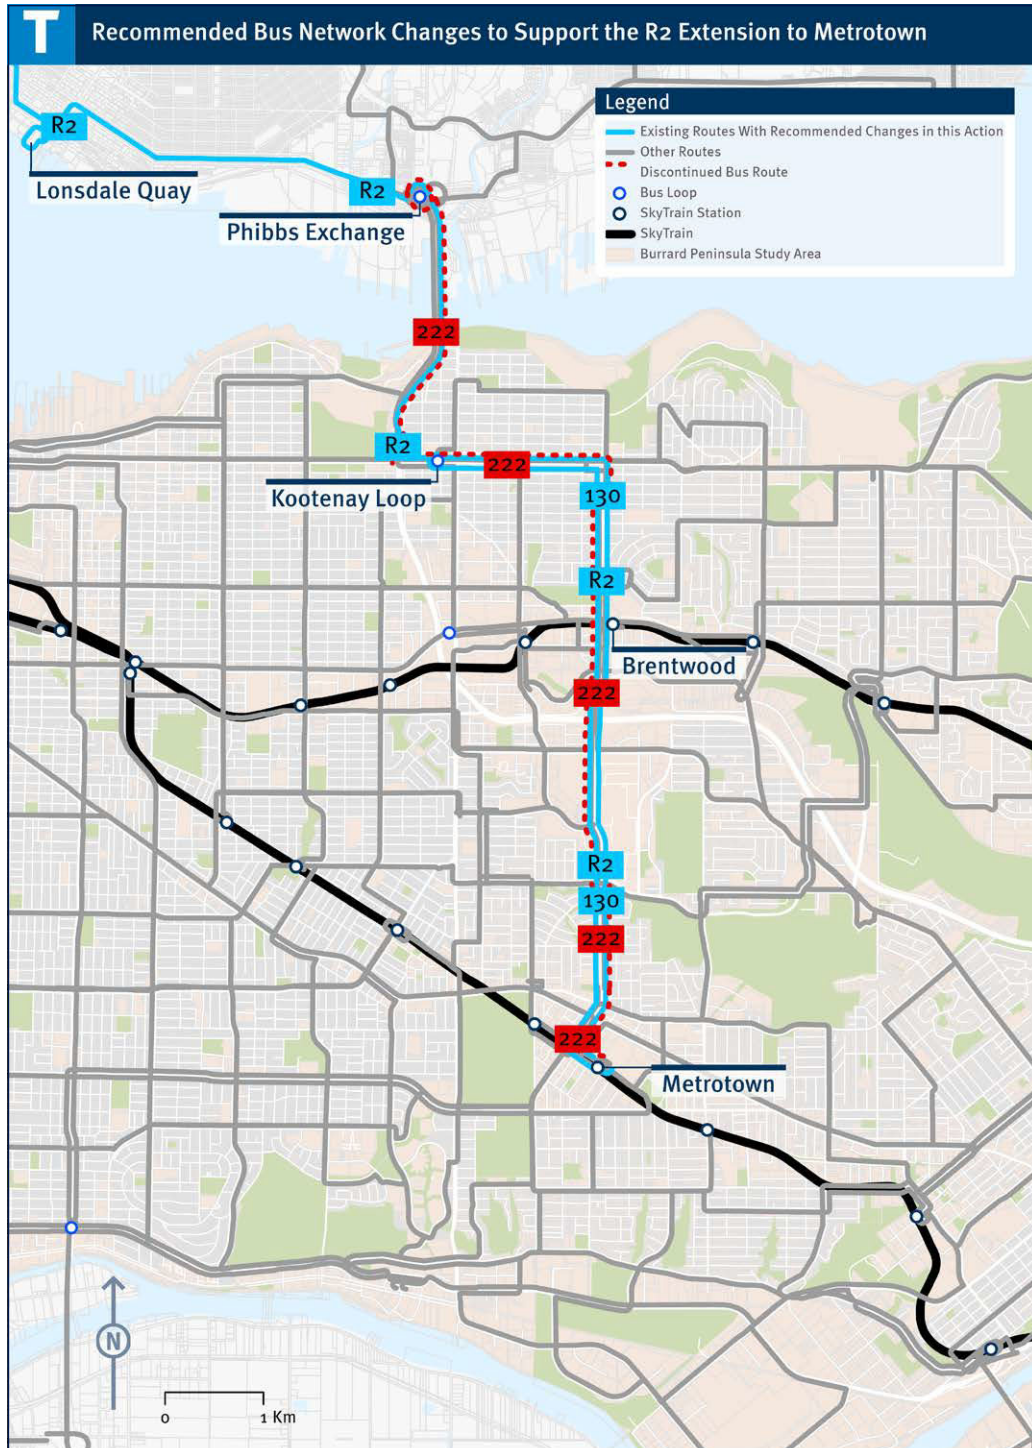 T
Recommended Bus Network Changes to Support the R2 Extension to Metrotown
Legend
Existing Routes With Recommended Changes in this Action
Other Routes
Discontinued Bus Route
Bus Loop
SkyTrain Station
SkyTrain
Burrard Peninsula Study Area
R2
Lonsdale Quay
R2
Phibbs Exchange
222
R2
222
Kootenay Loop
130
R2
Brentwood
222
R2
130
222
222
Metrotown
N
0 1 Km